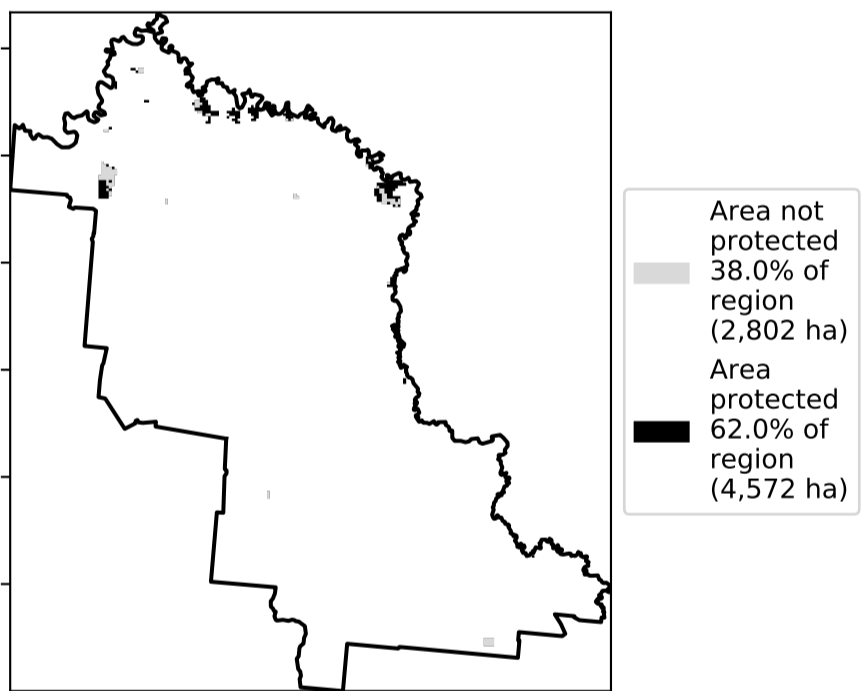 Area not
protected
38.0% of
region
(2,802 ha)
Area
protected
62.0% of
region
(4,572 ha)